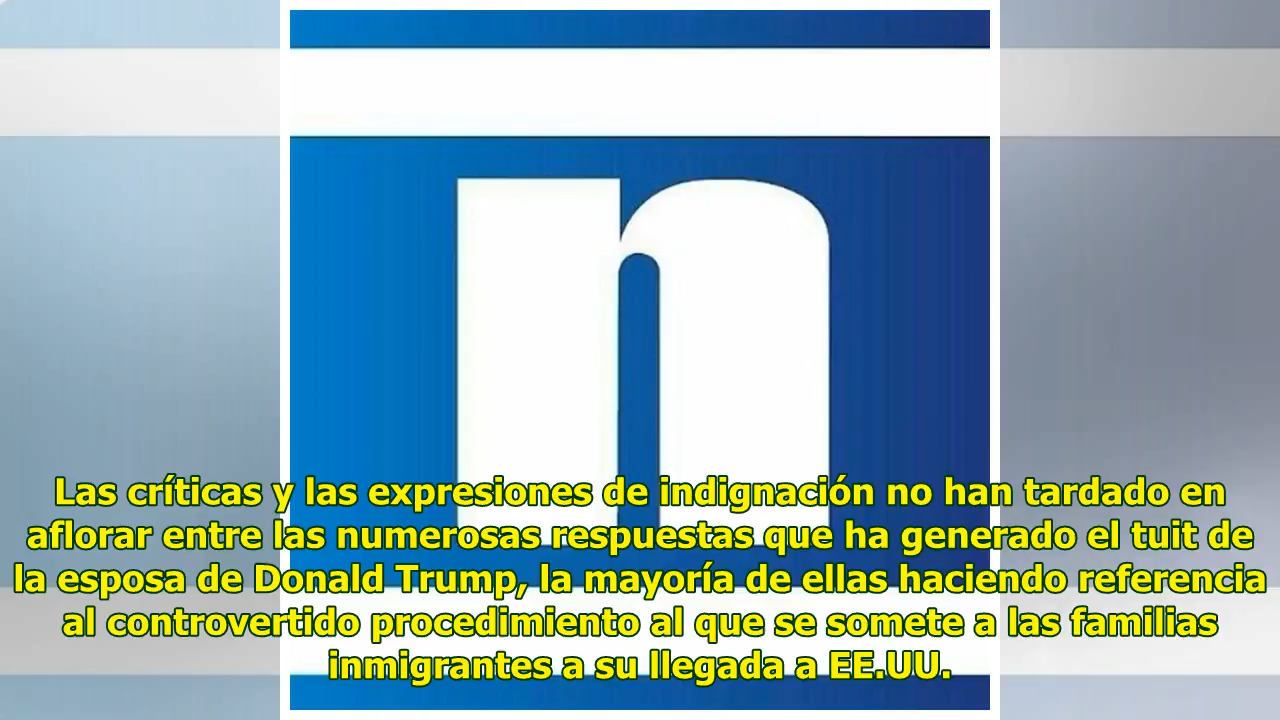 n
Las críticas y las expresiones de indignación no han tardado en
aflorar entre las numerosas respuestas que ha generado el tuit de
la esposa de Donald Trump, la mayoría de ellas haciendo referencia
al controvertido procedimiento al que se somete a las familias
inmigrantes a su llegada a EE.UU.